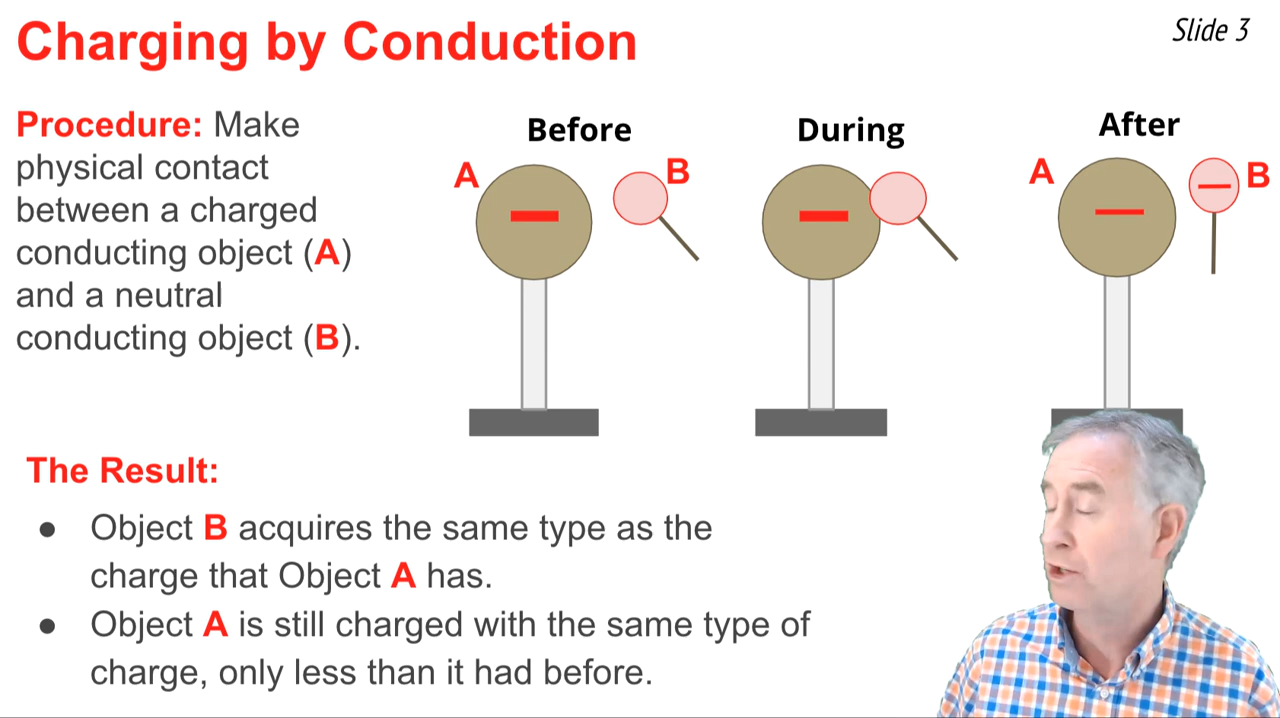 Charging by Conduction
Slide 3
Procedure: Make
physical contact
between a charged
conducting object (A)
and a neutral
conducting object (B).
Before
During
After
A
B
A
B
The Result:
● Object B acquires the same type as the
charge that Object A has.
● Object A is still charged with the same type of
charge, only less than it had before.